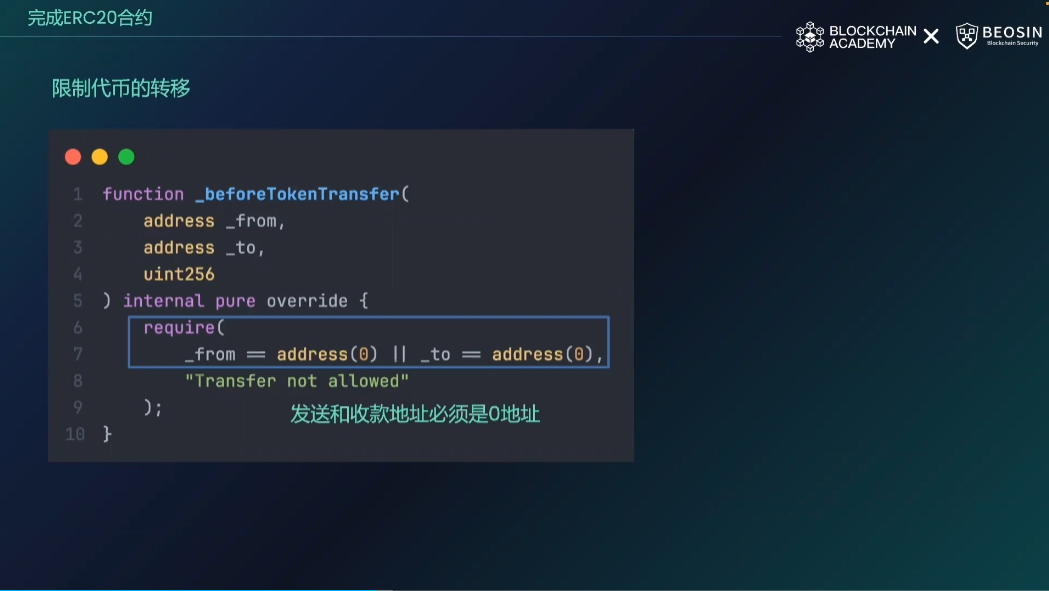 完成ERC20合约
BLOCKCHAIN
ACADEMY
BEOSIN
Blockchain Security
限制代币的转移
1 function _beforeTokenTransfer(
2 address _from,
3 address _to,
4 uint256
5 ) internal pure override {
6 require(
7 _from == address(0) || _to == address(0),
8 "Transfer not allowed"
9 );
发送和收款地址必须是0地址
10 }